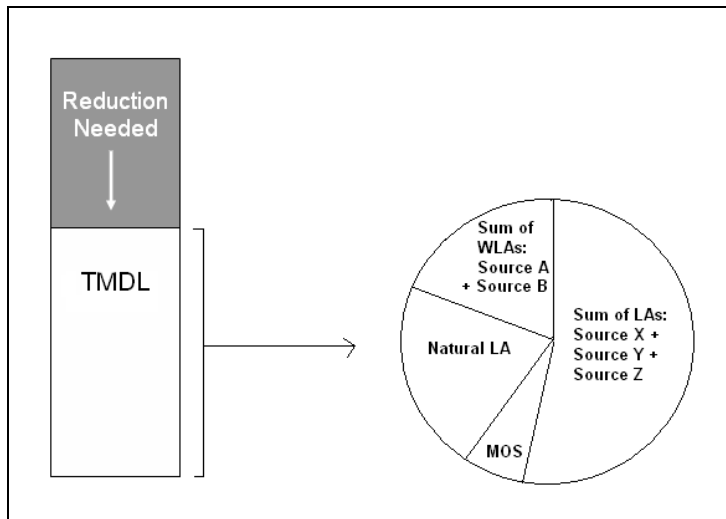 Reduction
Needed
TMDL
Sum of
WLAs:
Source A
+ Source B
Sum of LAs:
Source X +
Source Y +
Source Z
Natural LA
MOS